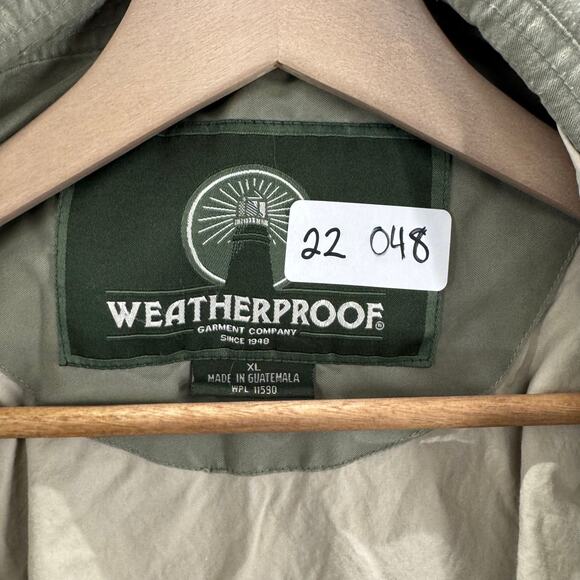 22 048
WEATHERPROOF®
GARMENT COMPANY
SINCE 1948
XL
MADE IN GUATEMALA
WPL 11590